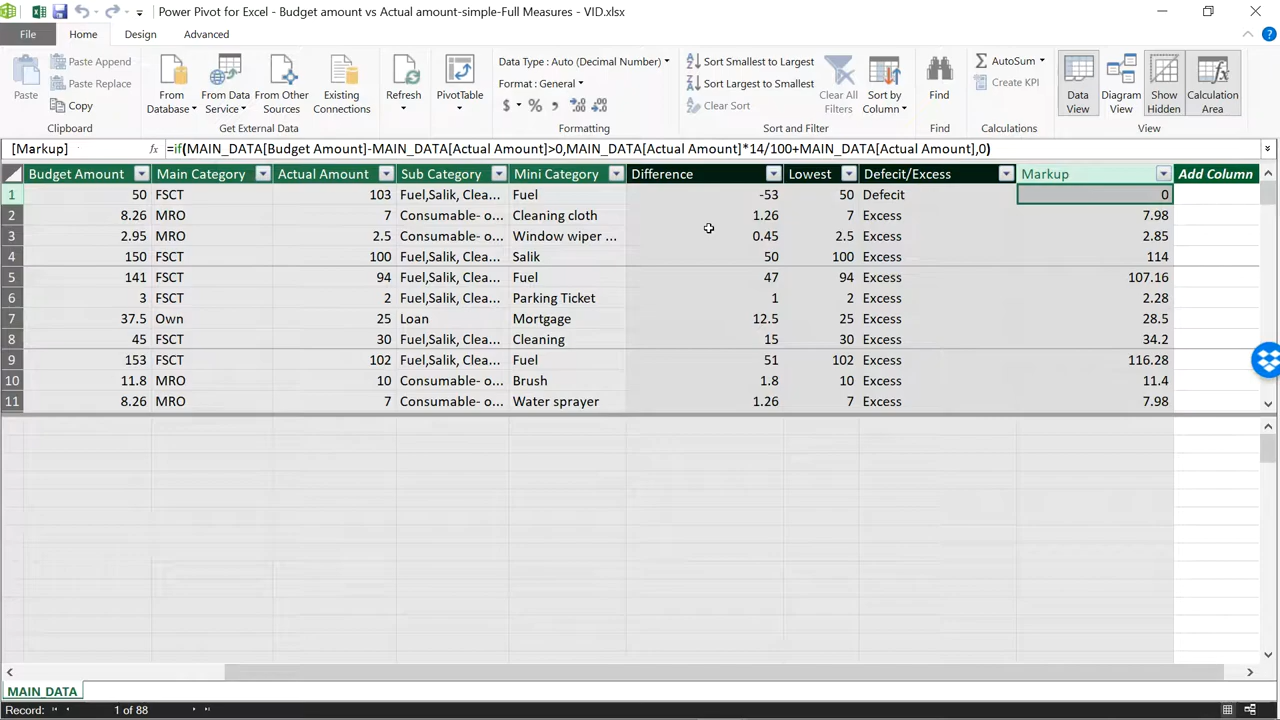 Power Pivot for Excel - Budget amount vs Actual amount-simple-Full Measures - VID.xlsx
File Home Design Advanced
Paste
Paste Append
Paste Replace
Copy
Clipboard
From Database
From Data Service
From Other Sources
Existing Connections
Get External Data
Refresh
PivotTable
Data Type : Auto (Decimal Number)
Format : General
$ % ,
Formatting
Sort Smallest to Largest
Sort Largest to Smallest
Clear Sort
Clear All Filters
Sort by Column
Sort and Filter
Find
Find
AutoSum
Create KPI
Calculations
Data View
Diagram View
Show Hidden
Calculation Area
View
[Markup] fx =if(MAIN_DATA[Budget Amount]-MAIN_DATA[Actual Amount]>0,MAIN_DATA[Actual Amount]*14/100+MAIN_DATA[Actual Amount],0)
Budget Amount Main Category Actual Amount Sub Category Mini Category Difference Lowest Defecit/Excess Markup Add Column
1 50 FSCT 103 Fuel,Salik, Clea... Fuel -53 50 Defecit 0
2 8.26 MRO 7 Consumable- o... Cleaning cloth 1.26 7 Excess 7.98
3 2.95 MRO 2.5 Consumable- o... Window wiper ... 0.45 2.5 Excess 2.85
4 150 FSCT 100 Fuel,Salik, Clea... Salik 50 100 Excess 114
5 141 FSCT 94 Fuel,Salik, Clea... Fuel 47 94 Excess 107.16
6 3 FSCT 2 Fuel,Salik, Clea... Parking Ticket 1 2 Excess 2.28
7 37.5 Own 25 Loan Mortgage 12.5 25 Excess 28.5
8 45 FSCT 30 Fuel,Salik, Clea... Cleaning 15 30 Excess 34.2
9 153 FSCT 102 Fuel,Salik, Clea... Fuel 51 102 Excess 116.28
10 11.8 MRO 10 Consumable- o... Brush 1.8 10 Excess 11.4
11 8.26 MRO 7 Consumable- o... Water sprayer 1.26 7 Excess 7.98
MAIN_DATA
Record: 1 of 88